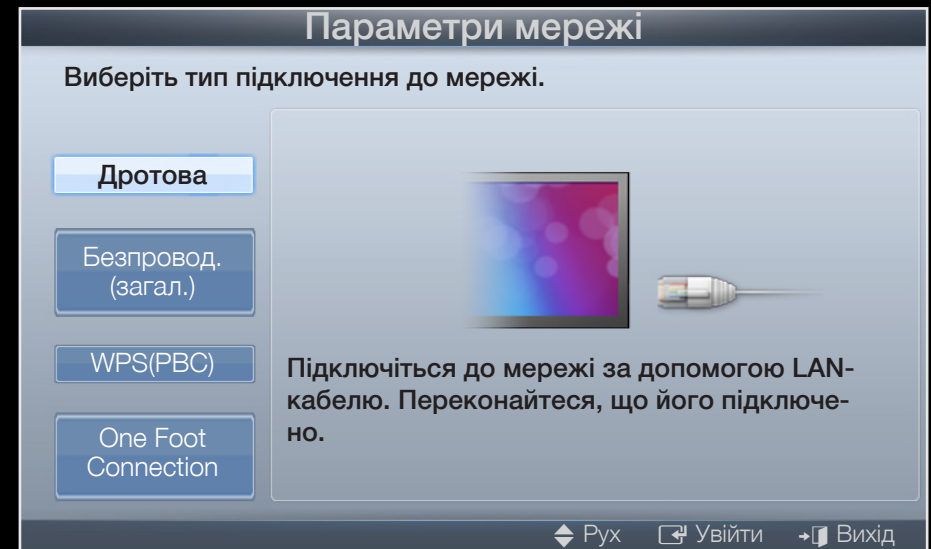 Параметри мережі
Виберіть тип підключення до мережі.
Дротова
Безпровод.
(загал.)
WPS(PBC)
One Foot
Connection
Підключіться до мережі за допомогою LAN-
кабелю. Переконайтеся, що його підключе-
но.
Рух Увійти Вихід